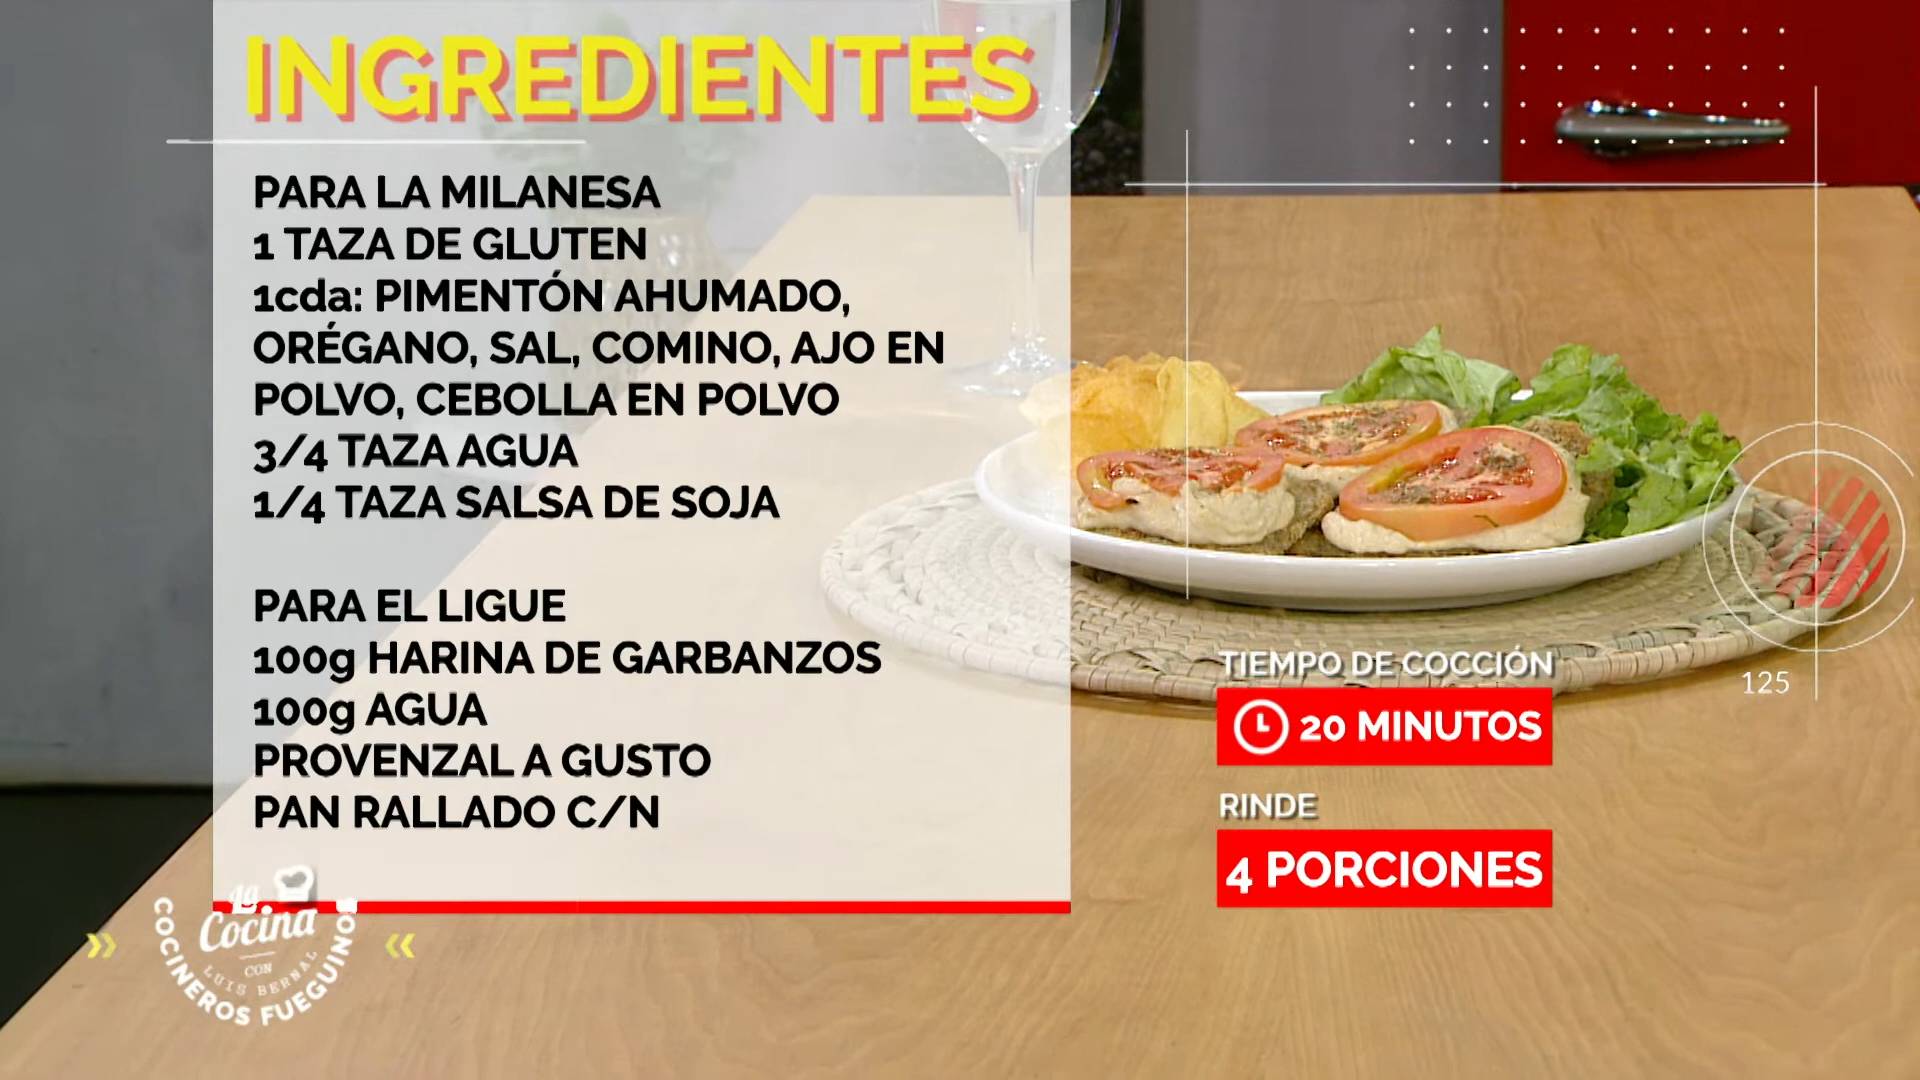 INGREDIENTES
PARA LA MILANESA
1 TAZA DE GLUTEN
1cda: PIMENTÓN AHUMADO,
ORÉGANO, SAL, COMINO, AJO EN
POLVO, CEBOLLA EN POLVO
3/4 TAZA AGUA
1/4 TAZA SALSA DE SOJA
PARA EL LIGUE
100g HARINA DE GARBANZOS
100g AGUA
PROVENZAL A GUSTO
PAN RALLADO C/N
TIEMPO DE COCCIÓN
20 MINUTOS
RINDE
4 PORCIONES
125
La
Cocina
CON
LUIS BERNAL
COCINEROS FUEGUINOS